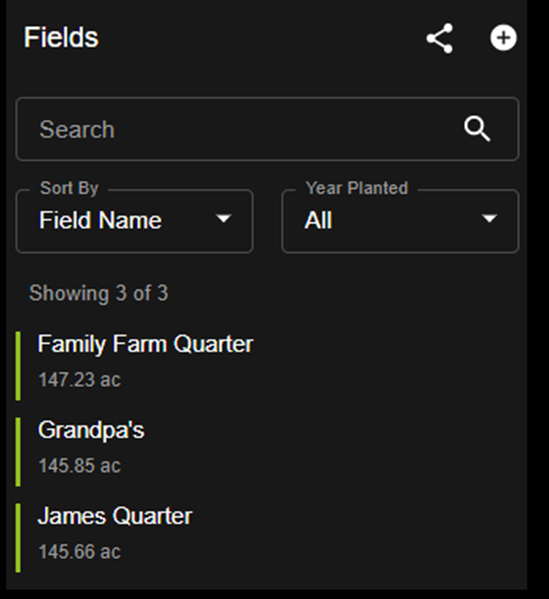 Fields
Search
Sort By
Year Planted
Field Name
All
Showing 3 of 3
Family Farm Quarter
147.23 ac
Grandpa's
145.85 ac
James Quarter
145.66 ac